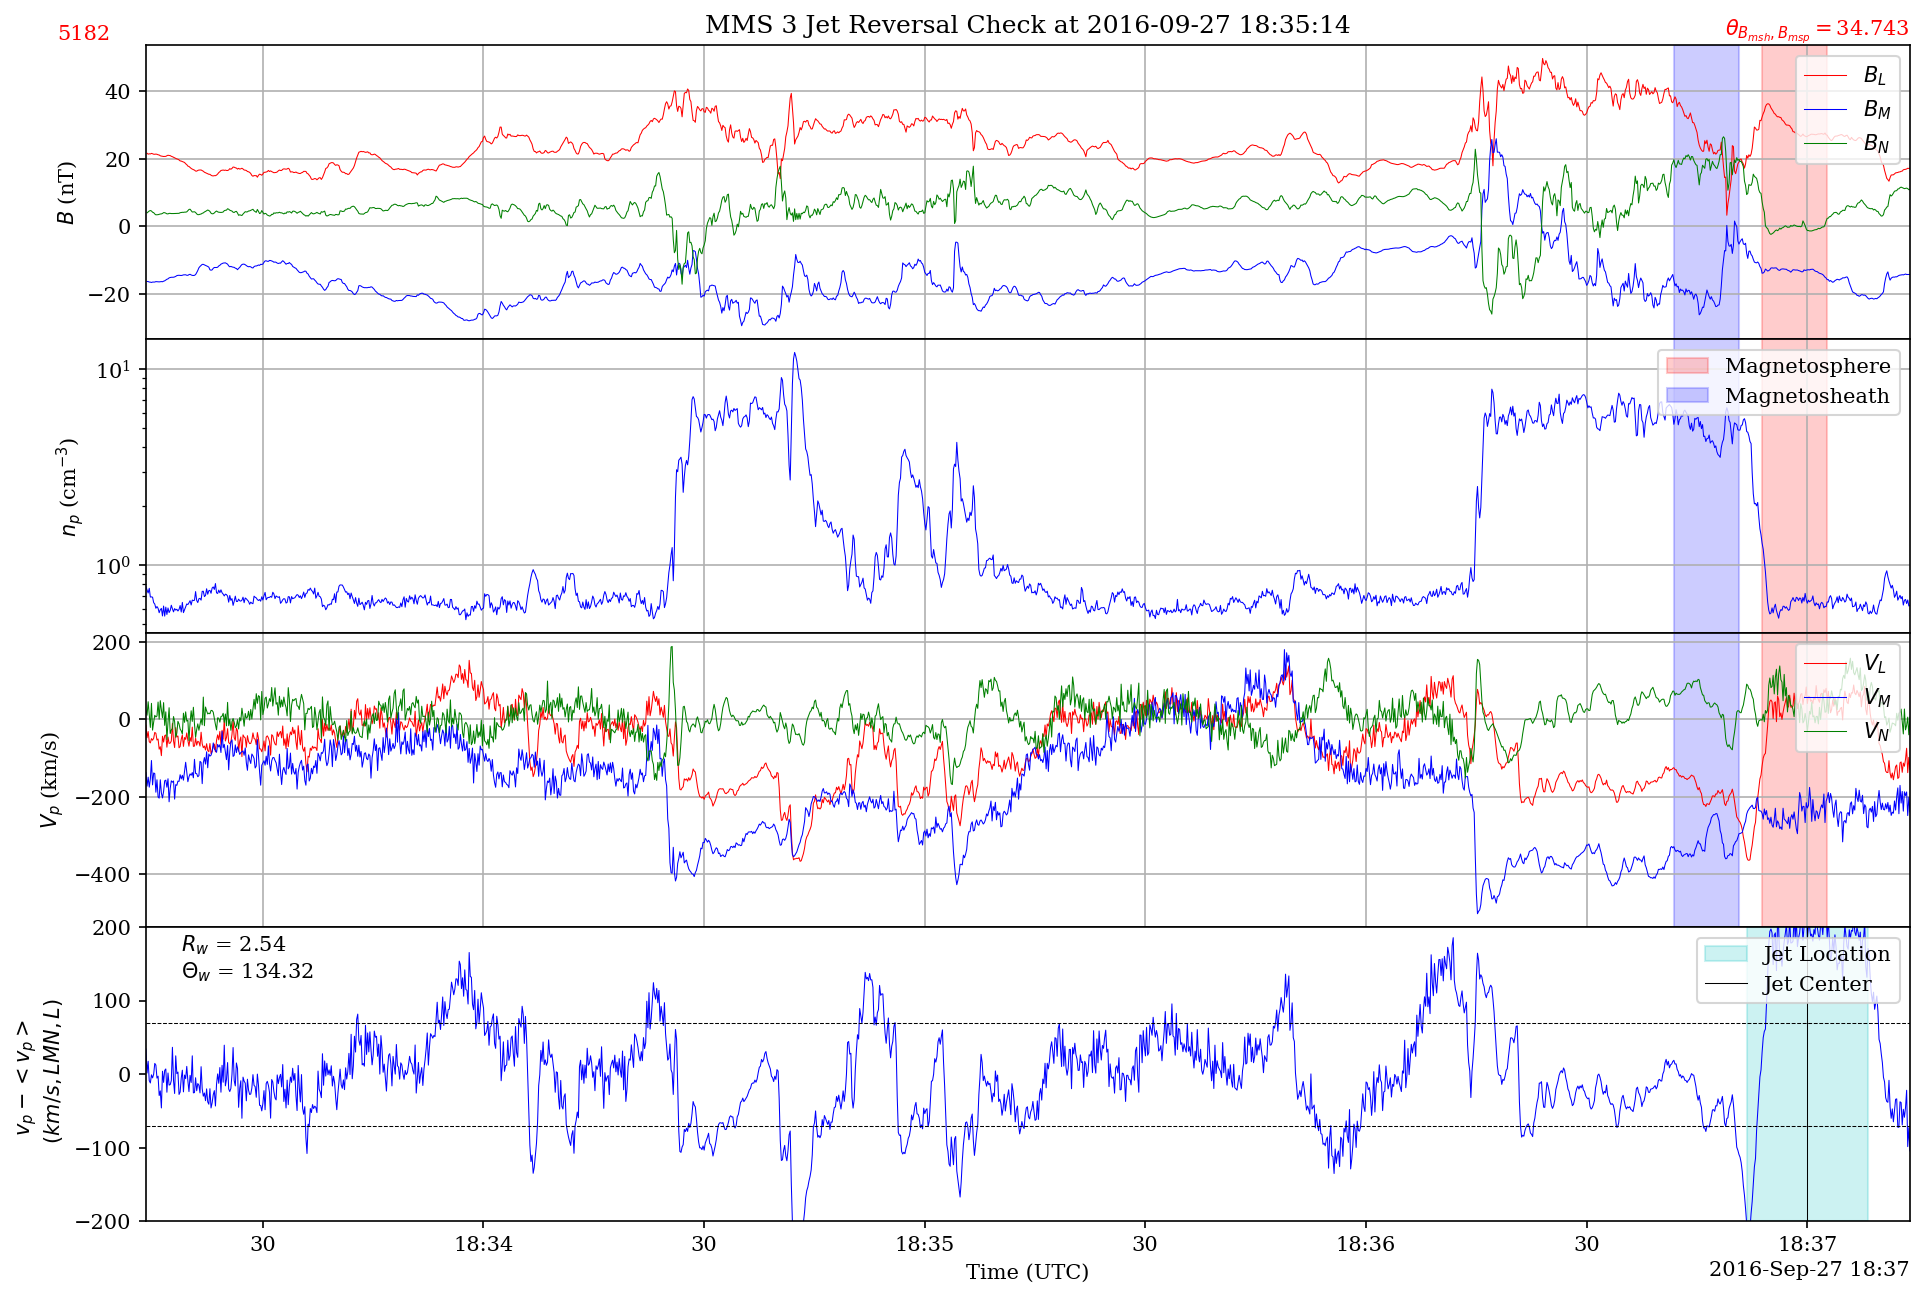 MMS 3 Jet Reversal Check at 2016-09-27 18:35:14
5182
θ_{B_{msh}, B_{msp}} = 34.743
B (nT)
40
20
0
−20
B_L
B_M
B_N
n_p (cm^{−3})
10^1
10^0
Magnetosphere
Magnetosheath
V_p (km/s)
200
0
−200
−400
V_L
V_M
V_N
v_p − < v_p >
(km/s, LMN, L)
200
100
0
−100
−200
R_w = 2.54
Θ_w = 134.32
Jet Location
Jet Center
30 18:34 30 18:35 30 18:36 30 18:37
Time (UTC)
2016-Sep-27 18:37